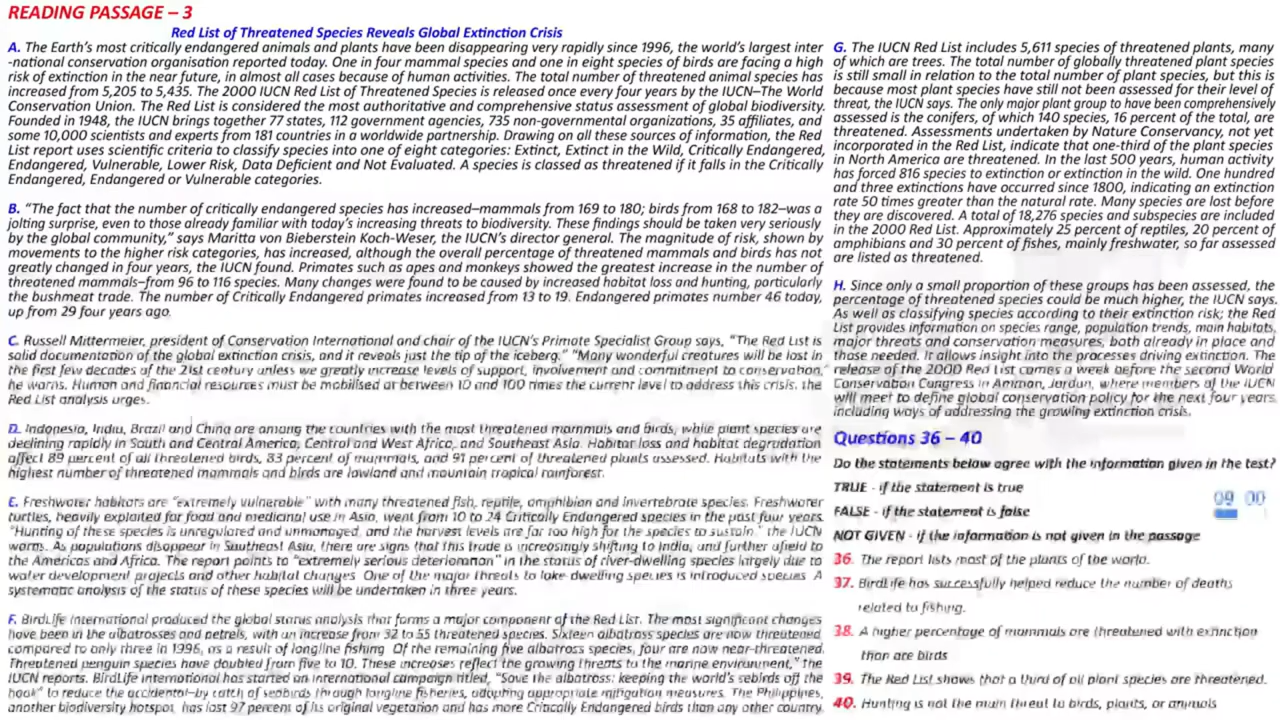 READING PASSAGE – 3
Red List of Threatened Species Reveals Global Extinction Crisis
A. The Earth's most critically endangered animals and plants have been disappearing very rapidly since 1996, the world's largest inter
-national conservation organisation reported today. One in four mammal species and one in eight species of birds are facing a high
risk of extinction in the near future, in almost all cases because of human activities. The total number of threatened animal species has
increased from 5,205 to 5,435. The 2000 IUCN Red List of Threatened Species is released once every four years by the IUCN–The World
Conservation Union. The Red List is considered the most authoritative and comprehensive status assessment of global biodiversity.
Founded in 1948, the IUCN brings together 77 states, 112 government agencies, 735 non-governmental organizations, 35 affiliates, and
some 10,000 scientists and experts from 181 countries in a worldwide partnership. Drawing on all these sources of information, the Red
List report uses scientific criteria to classify species into one of eight categories: Extinct, Extinct in the Wild, Critically Endangered,
Endangered, Vulnerable, Lower Risk, Data Deficient and Not Evaluated. A species is classed as threatened if it falls in the Critically
Endangered, Endangered or Vulnerable categories.
B. "The fact that the number of critically endangered species has increased–mammals from 169 to 180; birds from 168 to 182–was a
jolting surprise, even to those already familiar with today's increasing threats to biodiversity. These findings should be taken very seriously
by the global community," says Maritta von Bieberstein Koch-Weser, the IUCN's director general. The magnitude of risk, shown by
movements to the higher risk categories, has increased, although the overall percentage of threatened mammals and birds has not
greatly changed in four years, the IUCN found. Primates such as apes and monkeys showed the greatest increase in the number of
threatened mammals–from 96 to 116 species. Many changes were found to be caused by increased habitat loss and hunting, particularly
the bushmeat trade. The number of Critically Endangered primates increased from 13 to 19. Endangered primates number 46 today,
up from 29 four years ago.
C. Russell Mittermeier, president of Conservation International and chair of the IUCN's Primate Specialist Group says, "The Red List is
solid documentation of the global extinction crisis, and it reveals just the tip of the iceberg." "Many wonderful creatures will be lost in
the first few decades of the 21st century unless we greatly increase levels of support, involvement and commitment to conservation,"
he warns. Human and financial resources must be mobilised at between 10 and 100 times the current level to address this crisis, the
Red List analysis urges.
D. Indonesia, India, Brazil and China are among the countries with the most threatened mammals and birds, while plant species are
declining rapidly in South and Central America, Central and West Africa, and Southeast Asia. Habitat loss and habitat degradation
affect 89 percent of all threatened birds, 83 percent of mammals, and 91 percent of threatened plants assessed. Habitats with the
highest number of threatened mammals and birds are lowland and mountain tropical rainforest.
E. Freshwater habitats are "extremely vulnerable" with many threatened fish, reptile, amphibian and invertebrate species. Freshwater
turtles, heavily exploited for food and medicinal use in Asia, went from 10 to 24 Critically Endangered species in the past four years.
"Hunting of these species is unregulated and unmanaged, and the harvest levels are far too high for the species to sustain" the IUCN
warns. As populations disappear in Southeast Asia, there are signs that this trade is increasingly shifting to India, and further afield to
the Americas and Africa. The report points to "extremely serious deterioration" in the status of river-dwelling species largely due to
water development projects and other habitat changes. One of the major threats to lake-dwelling species is introduced species. A
systematic analysis of the status of these species will be undertaken in three years.
F. BirdLife International produced the global status analysis that forms a major component of the Red List. The most significant changes
have been in the albatrosses and petrels, with an increase from 32 to 55 threatened species. Sixteen albatross species are now threatened
compared to only three in 1996, as a result of longline fishing. Of the remaining five albatross species, four are now near-threatened.
Threatened penguin species have doubled from five to 10. These increases reflect the growing threats to the marine environment," the
IUCN reports. BirdLife international has started an international campaign titled, "Save the albatross: keeping the world's seabirds off the
hook" to reduce the accidental–by catch of seabirds through longline fisheries, adopting appropriate mitigation measures. The Philippines,
another biodiversity hotspot, has lost 97 percent of its original vegetation and has more Critically Endangered birds than any other country.
G. The IUCN Red List includes 5,611 species of threatened plants, many
of which are trees. The total number of globally threatened plant species
is still small in relation to the total number of plant species, but this is
because most plant species have still not been assessed for their level of
threat, the IUCN says. The only major plant group to have been comprehensively
assessed is the conifers, of which 140 species, 16 percent of the total, are
threatened. Assessments undertaken by Nature Conservancy, not yet
incorporated in the Red List, indicate that one-third of the plant species
in North America are threatened. In the last 500 years, human activity
has forced 816 species to extinction or extinction in the wild. One hundred
and three extinctions have occurred since 1800, indicating an extinction
rate 50 times greater than the natural rate. Many species are lost before
they are discovered. A total of 18,276 species and subspecies are included
in the 2000 Red List. Approximately 25 percent of reptiles, 20 percent of
amphibians and 30 percent of fishes, mainly freshwater, so far assessed
are listed as threatened.
H. Since only a small proportion of these groups has been assessed, the
percentage of threatened species could be much higher, the IUCN says.
As well as classifying species according to their extinction risk; the Red
List provides information on species range, population trends, main habitats,
major threats and conservation measures, both already in place and
those needed. It allows insight into the processes driving extinction. The
release of the 2000 Red List comes a week before the second World
Conservation Congress in Amman, Jordan, where members of the IUCN
will meet to define global conservation policy for the next four years,
including ways of addressing the growing extinction crisis.
Questions 36 – 40
Do the statements below agree with the information given in the test?
TRUE - if the statement is true
FALSE - if the statement is false
09 00
NOT GIVEN - if the information is not given in the passage
36. The report lists most of the plants of the world.
37. BirdLife has successfully helped reduce the number of deaths
related to fishing.
38. A higher percentage of mammals are threatened with extinction
than are birds
39. The Red List shows that a third of all plant species are threatened.
40. Hunting is not the main threat to birds, plants, or animals